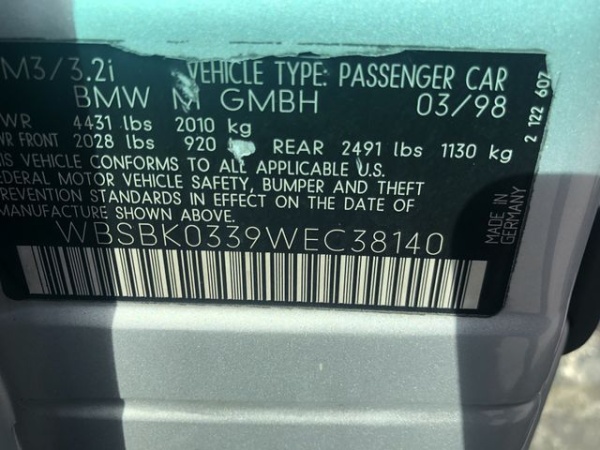 M3/3.2i VEHICLE TYPE: PASSENGER CAR
BMW M GMBH 03/98
WR 4431 lbs 2010 kg
WR FRONT 2028 lbs 920 kg REAR 2491 lbs 1130 kg
IS VEHICLE CONFORMS TO ALL APPLICABLE U.S.
EDERAL MOTOR VEHICLE SAFETY, BUMPER AND THEFT
PREVENTION STANDARDS IN EFFECT ON THE DATE OF
MANUFACTURE SHOWN ABOVE.
WBSBK0339WEC38140
2 122 607
MADE IN
GERMANY